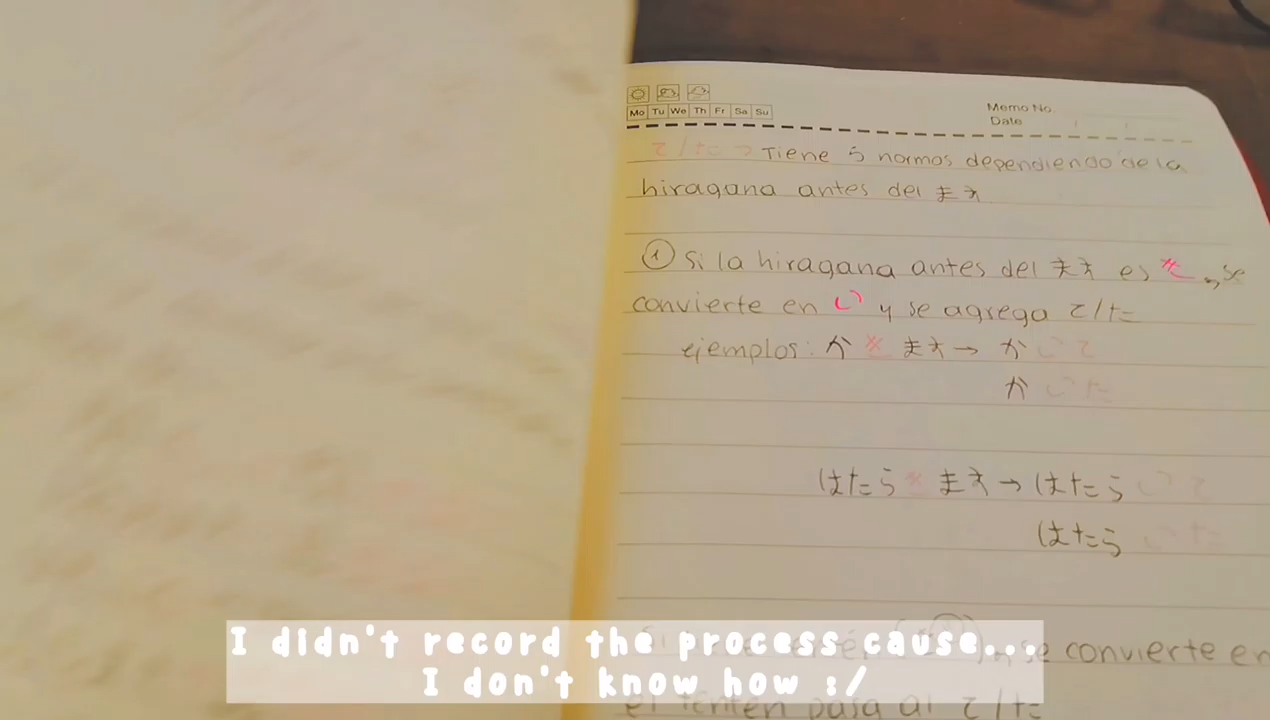 Mo Tu We Th Fr Sa Su
Memo No.
Date
て/た → Tiene 5 normas dependiendo de la
hiragana antes del ます
① Si la hiragana antes del ます es き, se
convierte en い y se agrega て/た
ejemplos: かきます → かいて
かいた
はたらきます → はたらいて
はたらいた
se convierte en
al て/た
I didn't record the process cause...
I don't know how :/